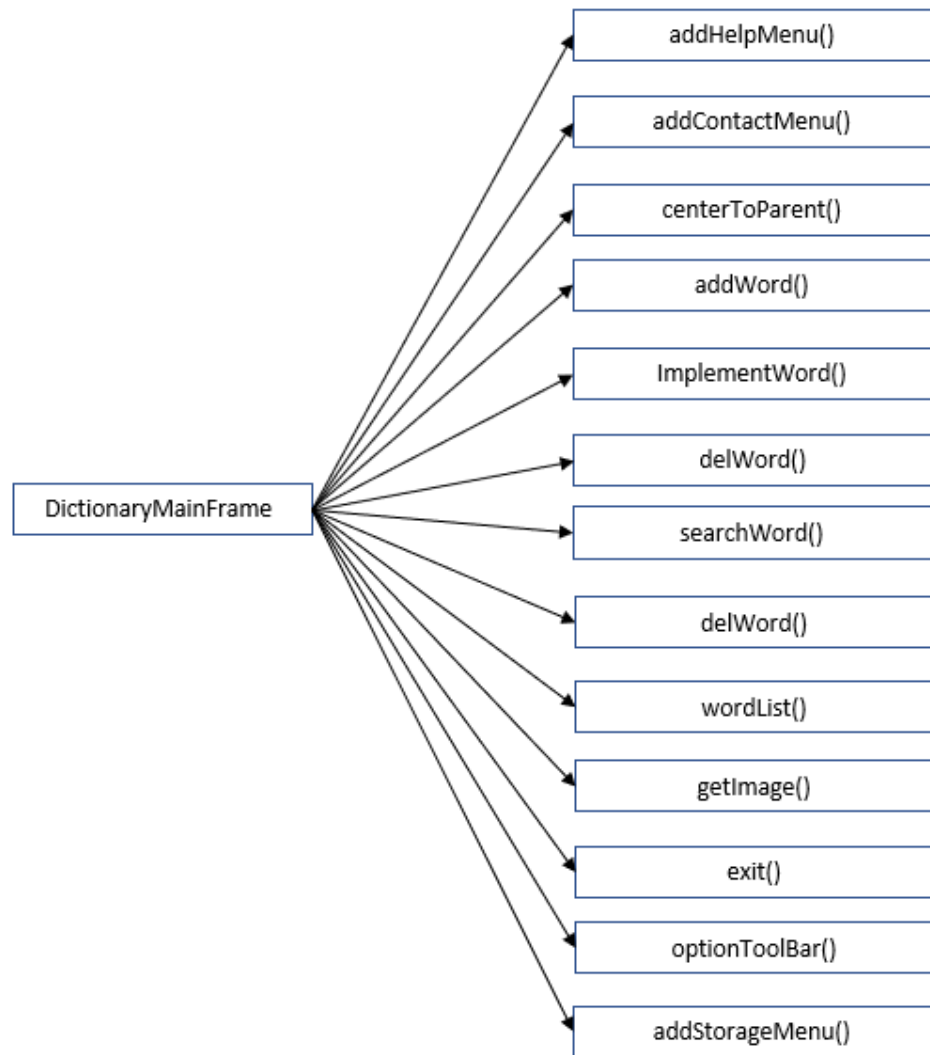 addHelpMenu()
addContactMenu()
centerToParent()
addWord()
ImplementWord()
delWord()
DictionaryMainFrame
searchWord()
delWord()
wordList()
getImage()
exit()
optionToolBar()
addStorageMenu()